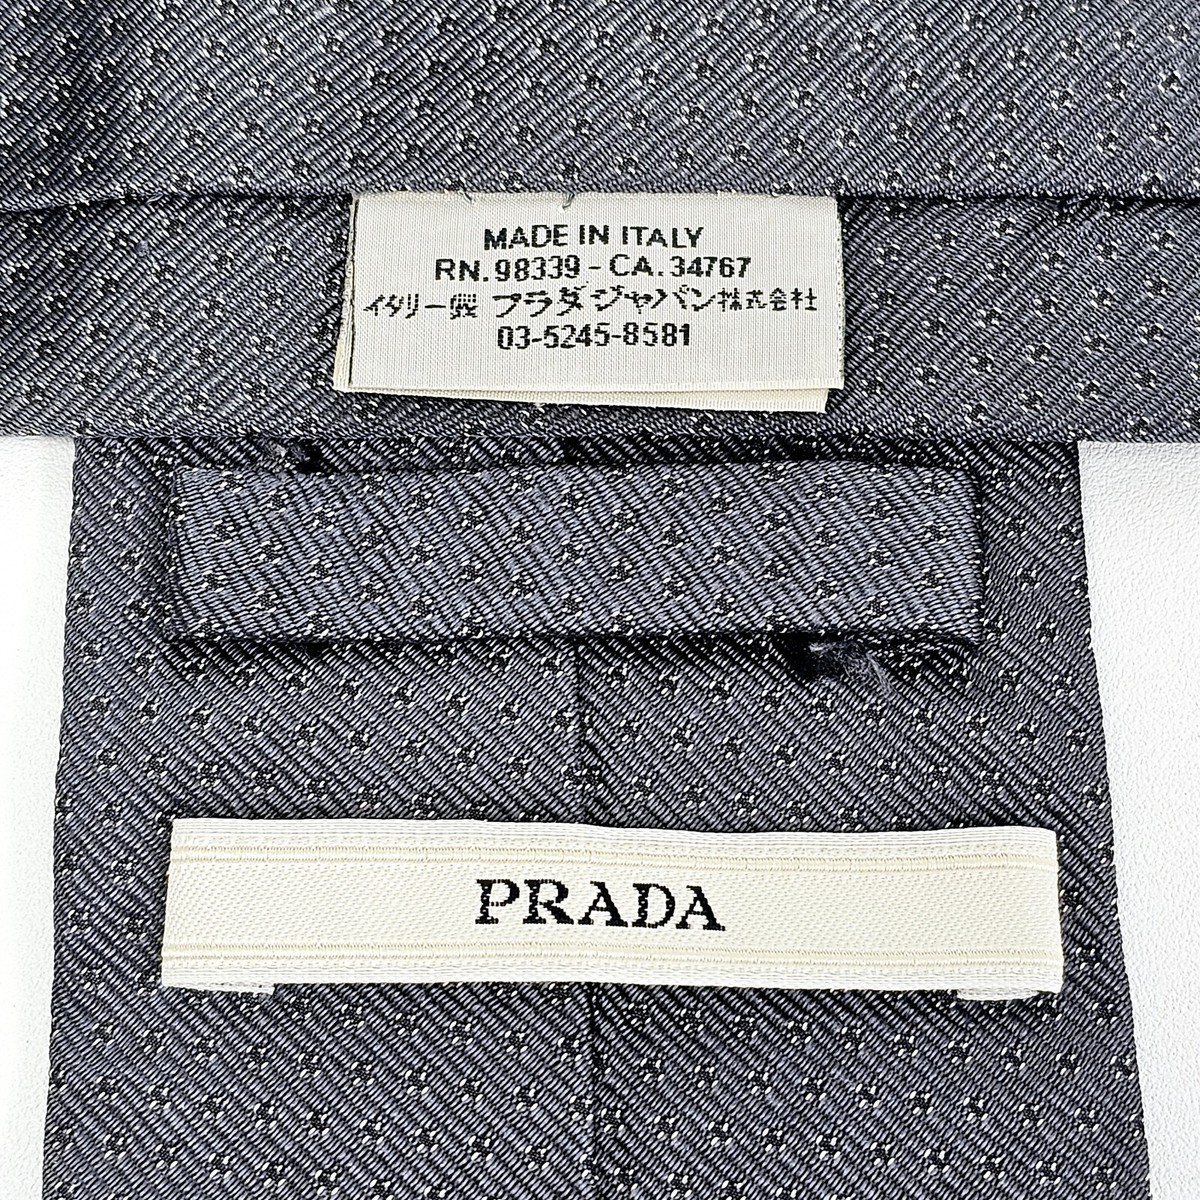 MADE IN ITALY
RN. 98339 - CA. 34767
イタリー製 プラダジャパン株式会社
03-5245-8581
PRADA